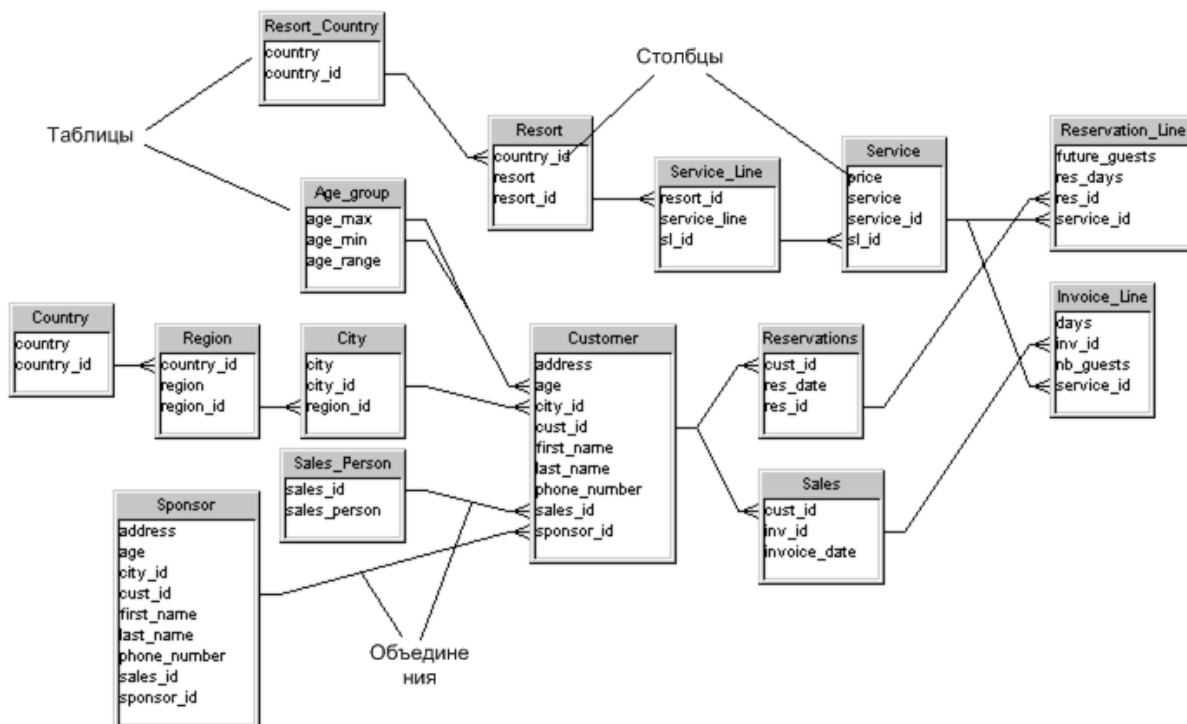 Resort_Country
country
country_id
Столбцы
Таблицы
Resort
country_id
resort
resort_id
Service_Line
resort_id
service_line
sl_id
Service
price
service
service_id
sl_id
Reservation_Line
future_guests
res_days
res_id
service_id
Age_group
age_max
age_min
age_range
Country
country
country_id
Region
country_id
region
region_id
City
city
city_id
region_id
Customer
address
age
city_id
cust_id
first_name
last_name
phone_number
sales_id
sponsor_id
Reservations
cust_id
res_date
res_id
Invoice_Line
days
inv_id
nb_guests
service_id
Sales_Person
sales_id
sales_person
Sales
cust_id
inv_id
invoice_date
Sponsor
address
age
city_id
cust_id
first_name
last_name
phone_number
sales_id
sponsor_id
Объедине
ния